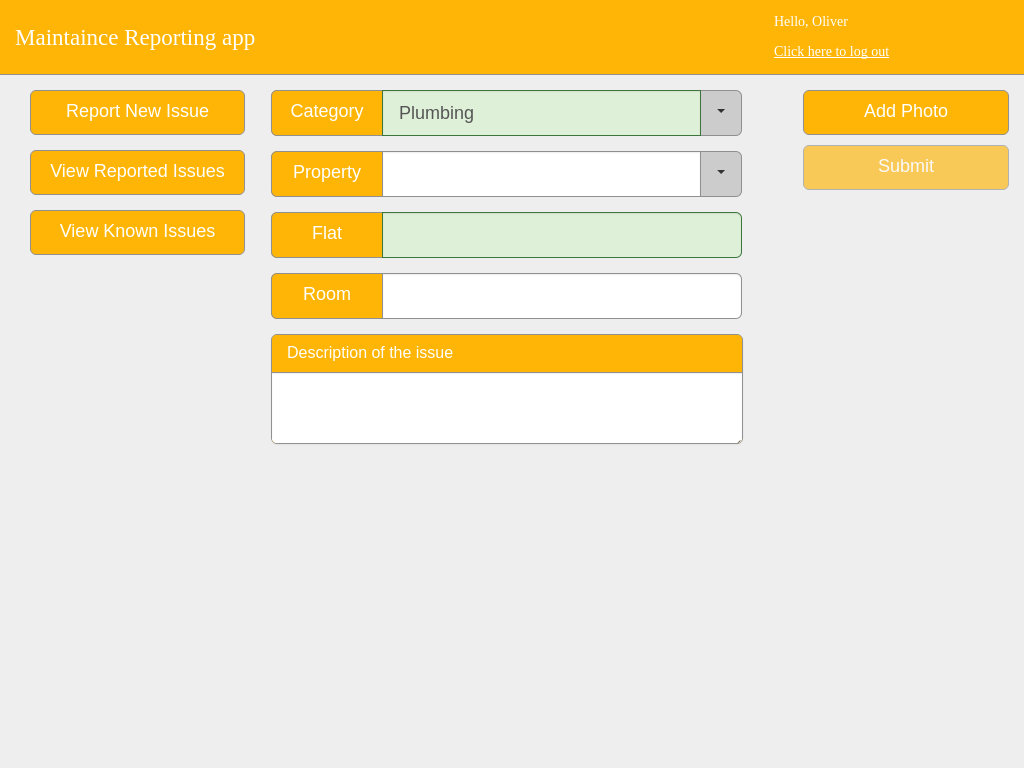 Maintaince Reporting app
Hello, Oliver
Click here to log out
Report New Issue
View Reported Issues
View Known Issues
Category
Plumbing
Property
Flat
Room
Description of the issue
Add Photo
Submit